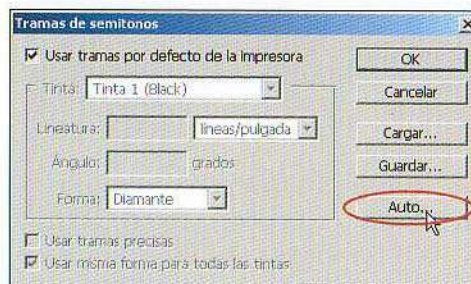 Tramas de semitonos
Usar tramas por defecto de la impresora
Tinta: Tinta 1 (Black)
Lineatura: líneas/pulgada
Ángulo: grados
Forma: Diamante
Usar tramas precisas
Usar misma forma para todas las tintas
OK
Cancelar
Cargar...
Guardar...
Auto...